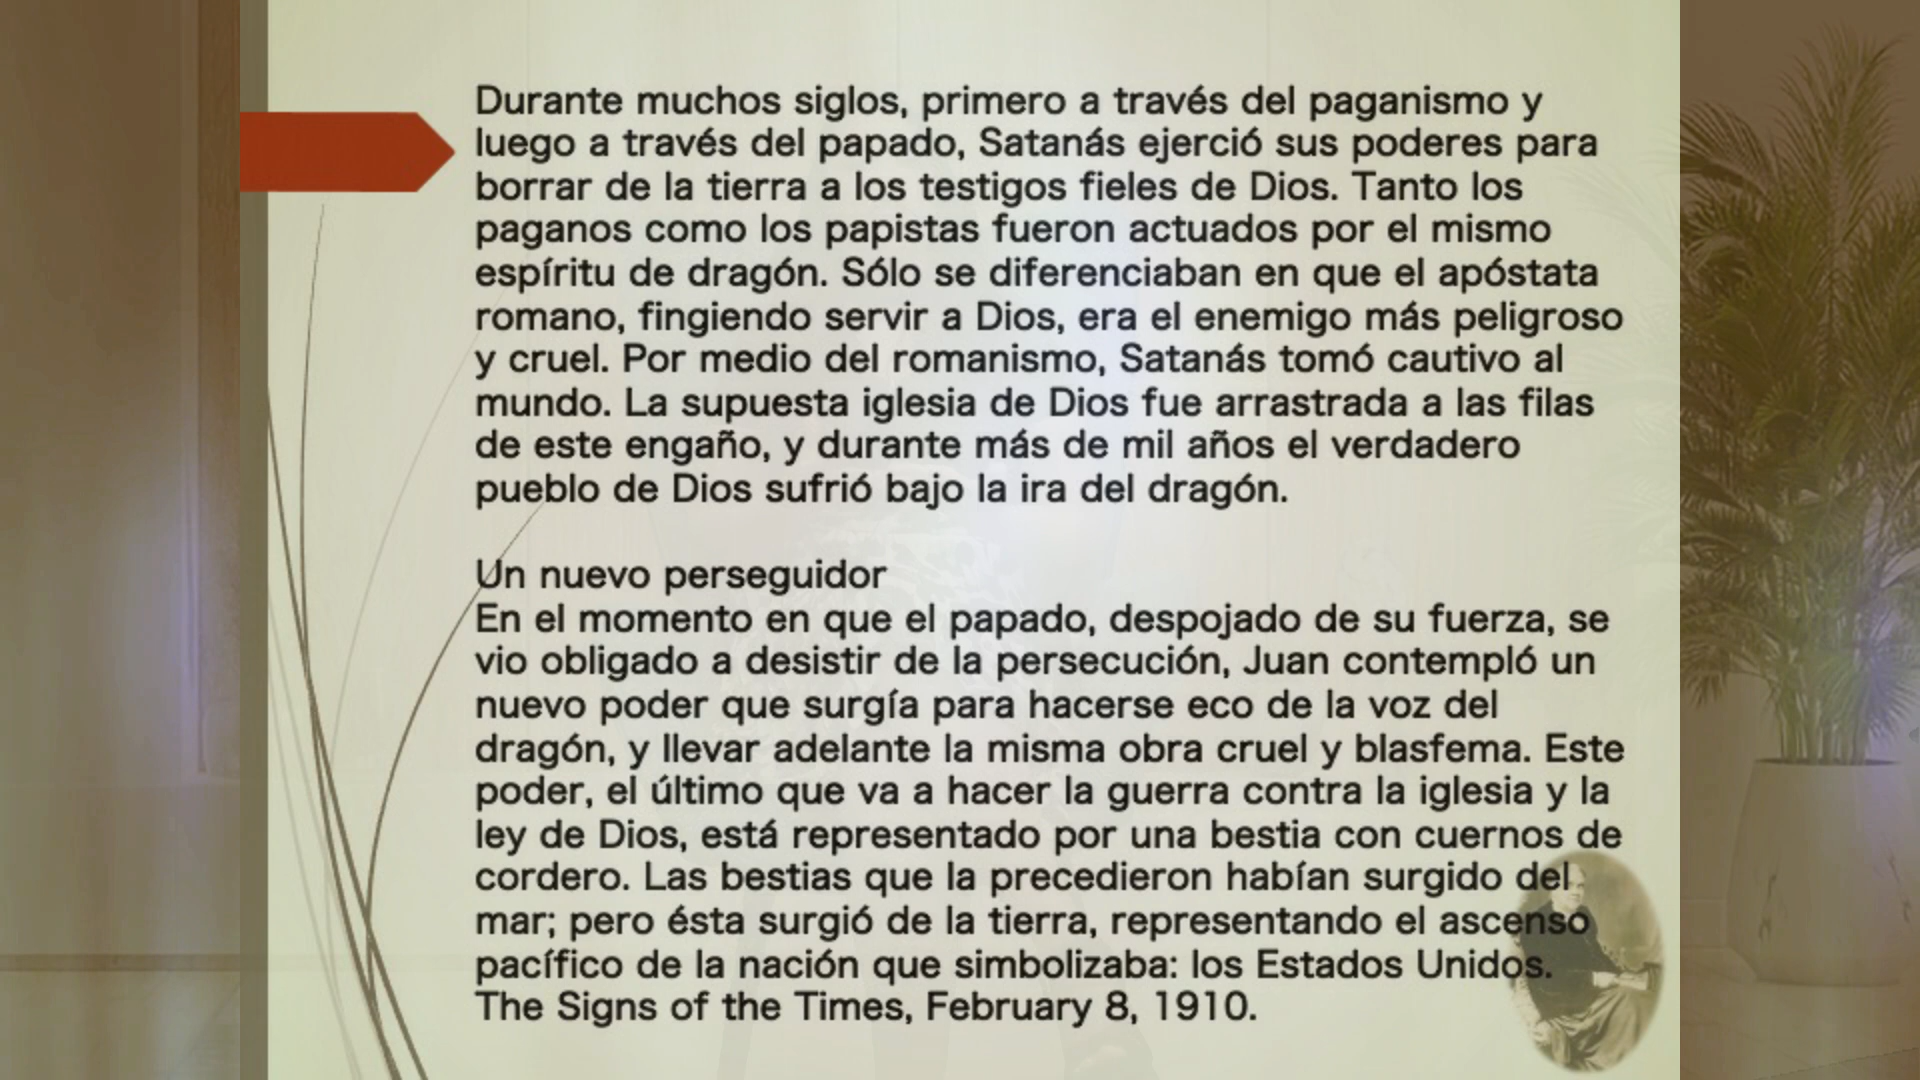 Durante muchos siglos, primero a través del paganismo y
luego a través del papado, Satanás ejerció sus poderes para
borrar de la tierra a los testigos fieles de Dios. Tanto los
paganos como los papistas fueron actuados por el mismo
espíritu de dragón. Sólo se diferenciaban en que el apóstata
romano, fingiendo servir a Dios, era el enemigo más peligroso
y cruel. Por medio del romanismo, Satanás tomó cautivo al
mundo. La supuesta iglesia de Dios fue arrastrada a las filas
de este engaño, y durante más de mil años el verdadero
pueblo de Dios sufrió bajo la ira del dragón.
Un nuevo perseguidor
En el momento en que el papado, despojado de su fuerza, se
vio obligado a desistir de la persecución, Juan contempló un
nuevo poder que surgía para hacerse eco de la voz del
dragón, y llevar adelante la misma obra cruel y blasfema. Este
poder, el último que va a hacer la guerra contra la iglesia y la
ley de Dios, está representado por una bestia con cuernos de
cordero. Las bestias que la precedieron habían surgido del
mar; pero ésta surgió de la tierra, representando el ascenso
pacífico de la nación que simbolizaba: los Estados Unidos.
The Signs of the Times, February 8, 1910.